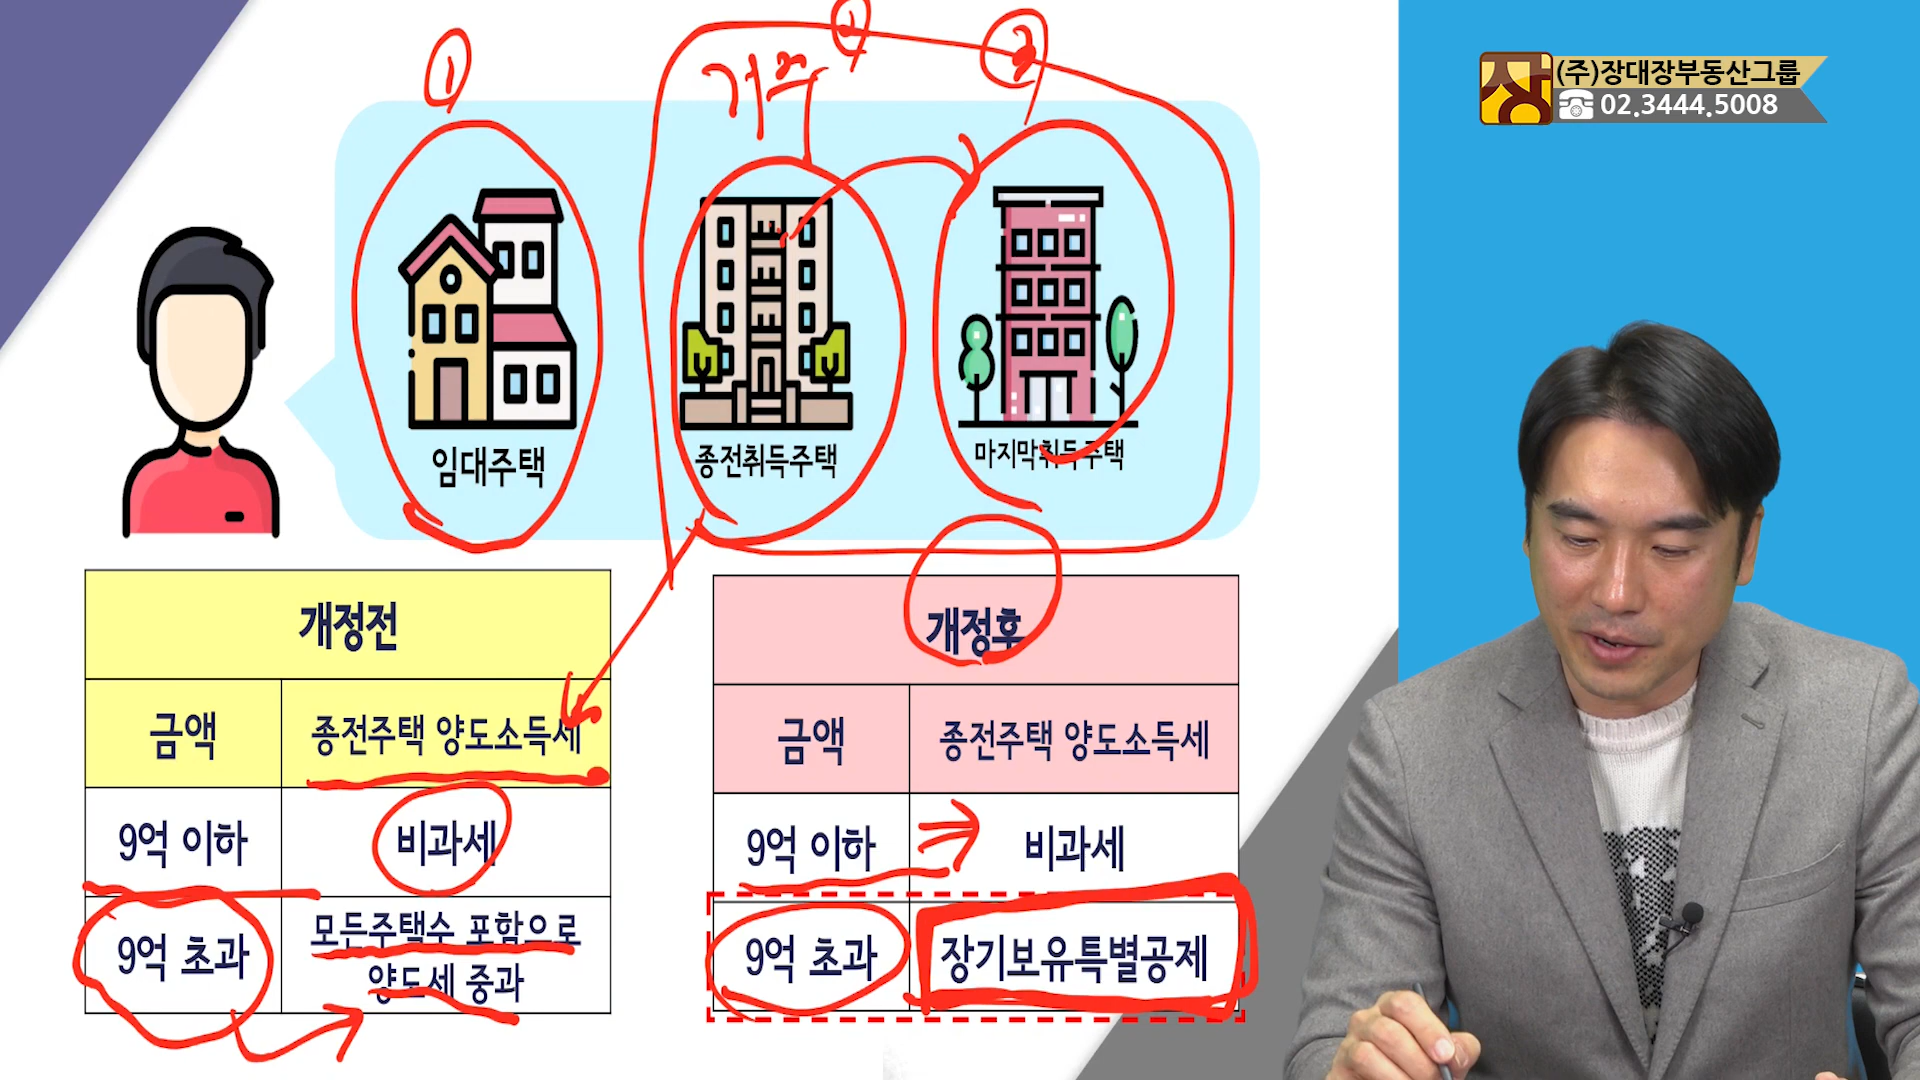 (주)장대장부동산그룹
02.3444.5008
①
거주
①
②
임대주택
종전취득주택
마지막취득주택
개정전
금액
종전주택 양도소득세
9억 이하
비과세
9억 초과
모든주택수 포함으로
양도세 중과
개정후
금액
종전주택 양도소득세
9억 이하
비과세
9억 초과
장기보유특별공제